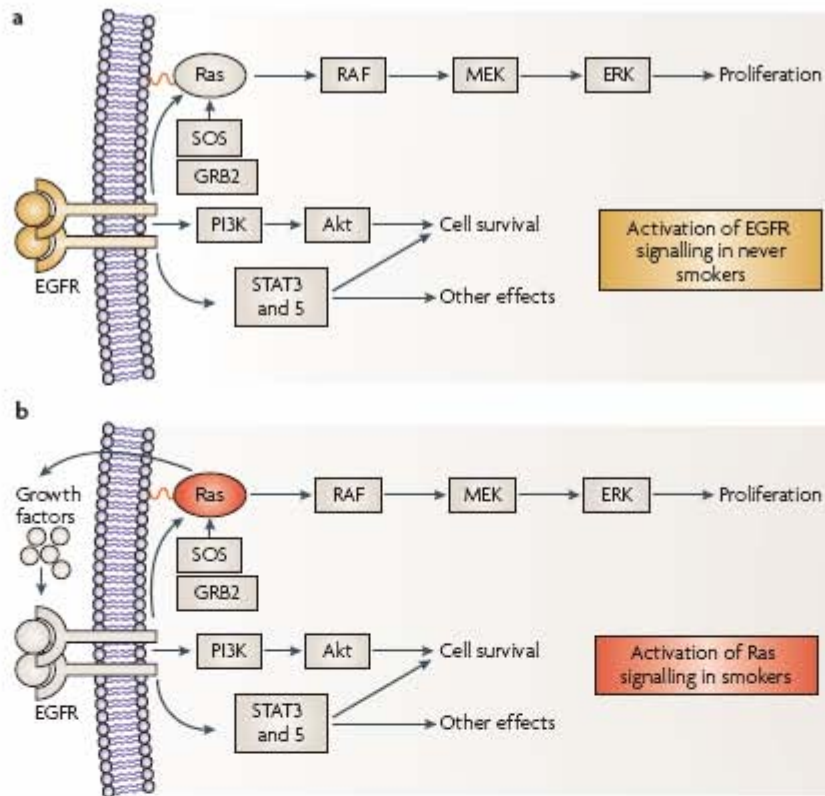 a
Ras
RAF
MEK
ERK
Proliferation
SOS
GRB2
PI3K
Akt
Cell survival
EGFR
STAT3
and 5
Other effects
Activation of EGFR
signalling in never
smokers
b
Growth
factors
Ras
RAF
MEK
ERK
Proliferation
SOS
GRB2
PI3K
Akt
Cell survival
EGFR
STAT3
and 5
Other effects
Activation of Ras
signalling in smokers